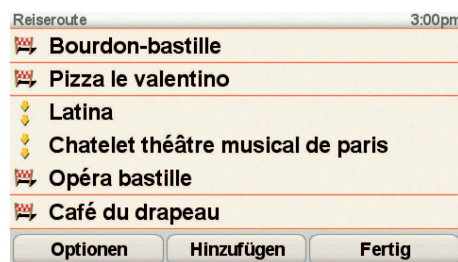 Reiseroute 3:00pm
Bourdon-bastille
Pizza le valentino
Latina
Chatelet théâtre musical de paris
Opéra bastille
Café du drapeau
Optionen Hinzufügen Fertig